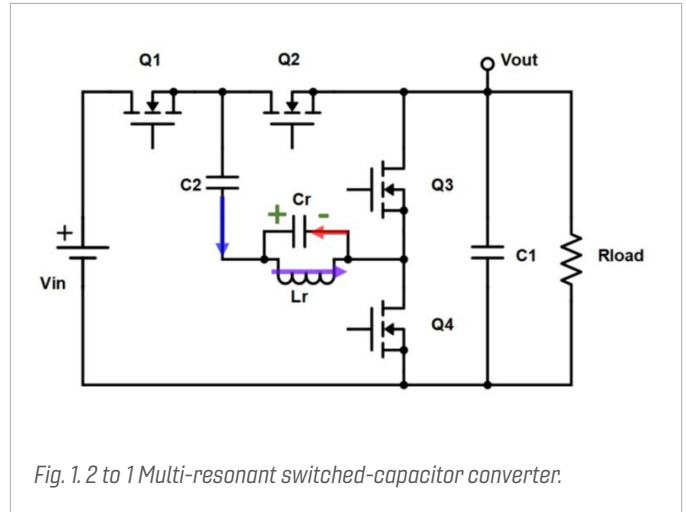 Q1
Q2
Vout
C2
Cr
+
-
Q3
+
Vin
Lr
C1
Rload
Q4
Fig. 1. 2 to 1 Multi-resonant switched-capacitor converter.